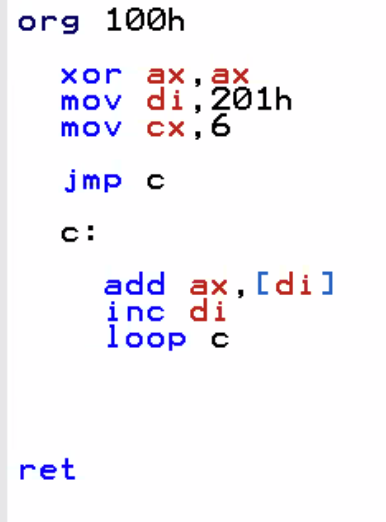 org 100h
xor ax,ax
mov di,201h
mov cx,6
jmp c
c:
add ax,[di]
inc di
loop c
ret